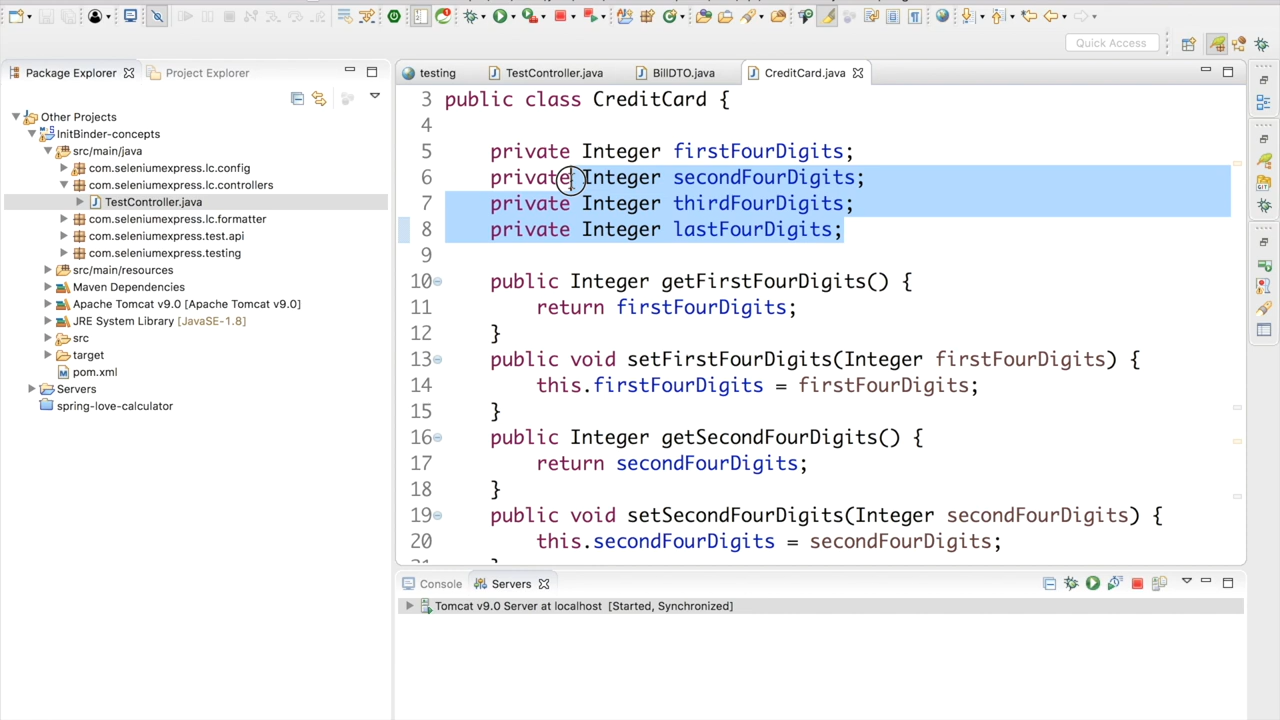 Quick Access
Package Explorer
Project Explorer
Other Projects
InitBinder-concepts
src/main/java
com.seleniumexpress.lc.config
com.seleniumexpress.lc.controllers
TestController.java
com.seleniumexpress.lc.formatter
com.seleniumexpress.test.api
com.seleniumexpress.testing
src/main/resources
Maven Dependencies
Apache Tomcat v9.0 [Apache Tomcat v9.0]
JRE System Library [JavaSE-1.8]
src
target
pom.xml
Servers
spring-love-calculator
testing
TestController.java
BillDTO.java
CreditCard.java
3 public class CreditCard {
4
5 private Integer firstFourDigits;
6 private Integer secondFourDigits;
7 private Integer thirdFourDigits;
8 private Integer lastFourDigits;
9
10 public Integer getFirstFourDigits() {
11 return firstFourDigits;
12 }
13 public void setFirstFourDigits(Integer firstFourDigits) {
14 this.firstFourDigits = firstFourDigits;
15 }
16 public Integer getSecondFourDigits() {
17 return secondFourDigits;
18 }
19 public void setSecondFourDigits(Integer secondFourDigits) {
20 this.secondFourDigits = secondFourDigits;
Console
Servers
Tomcat v9.0 Server at localhost [Started, Synchronized]